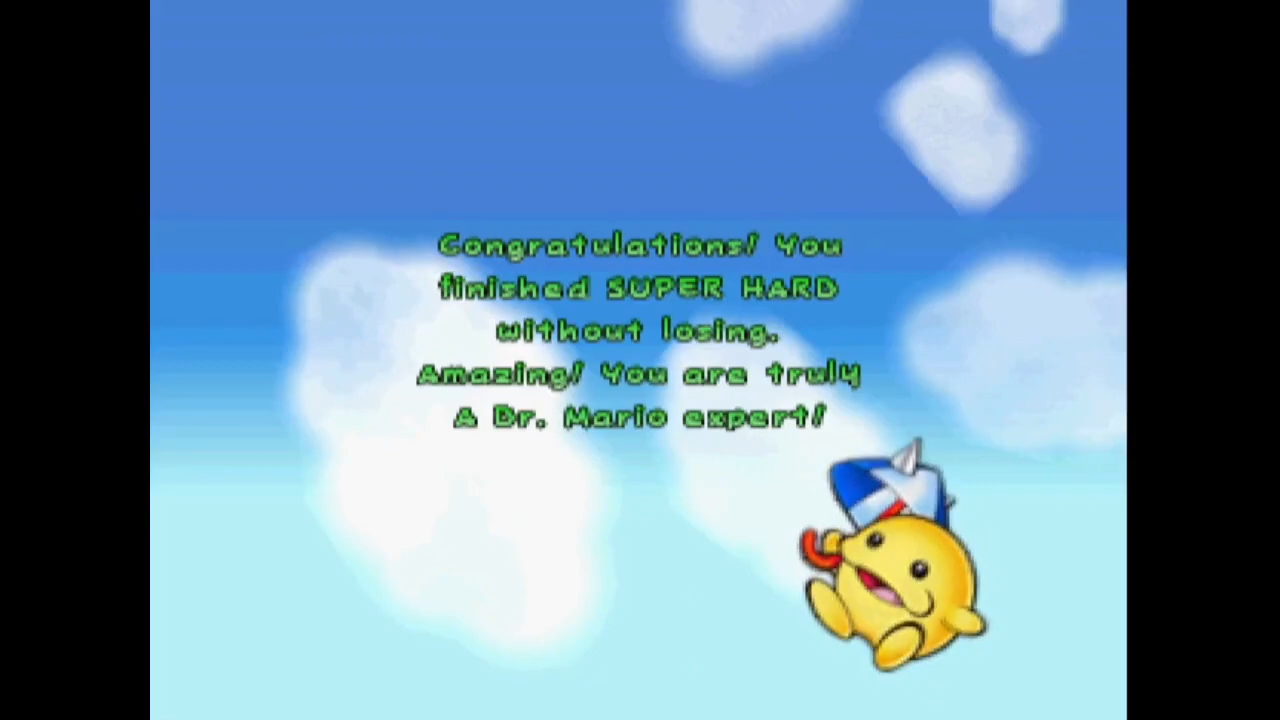 Congratulations! You
finished SUPER HARD
without losing.
Amazing! You are truly
a Dr. Mario expert!